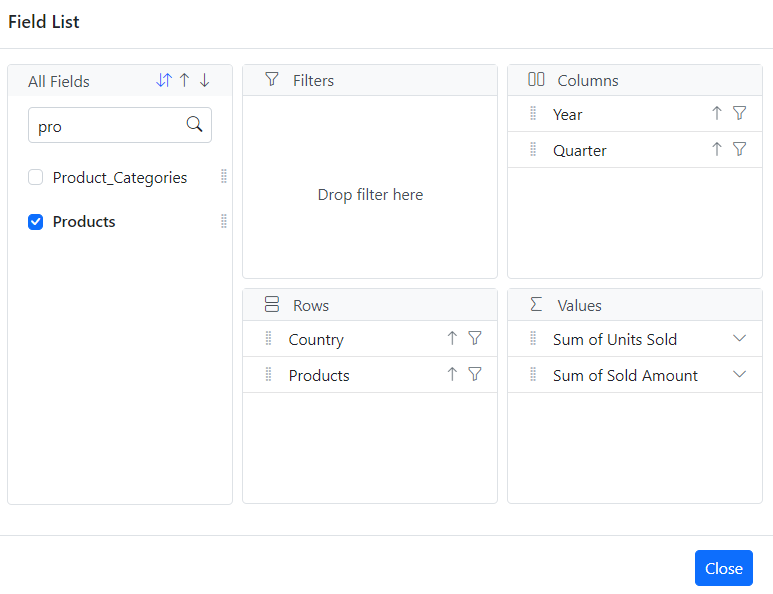 Field List
All Fields
pro
Product_Categories
Products
Filters
Drop filter here
Columns
Year
Quarter
Rows
Country
Products
Values
Sum of Units Sold
Sum of Sold Amount
Close